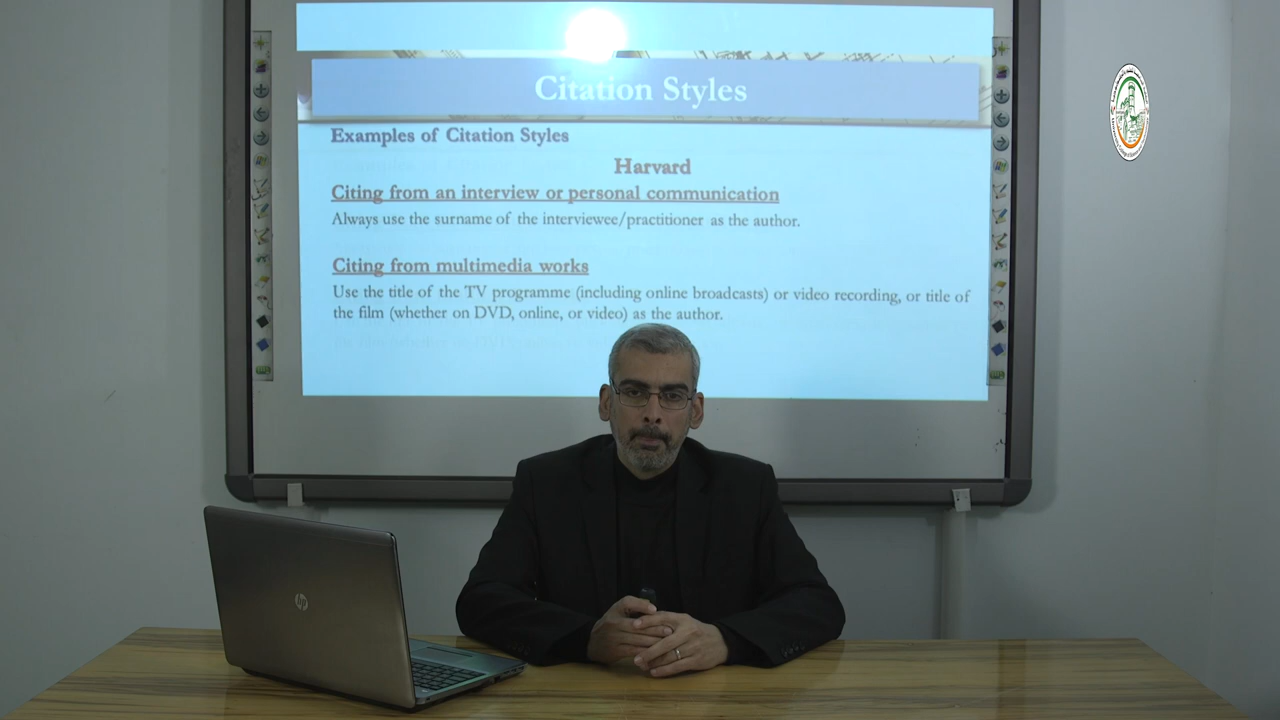 Citation Styles
Examples of Citation Styles
Harvard
Citing from an interview or personal communication
Always use the surname of the interviewee/practitioner as the author.
Citing from multimedia works
Use the title of the TV programme (including online broadcasts) or video recording, or title of
the film (whether on DVD, online, or video) as the author.
hp